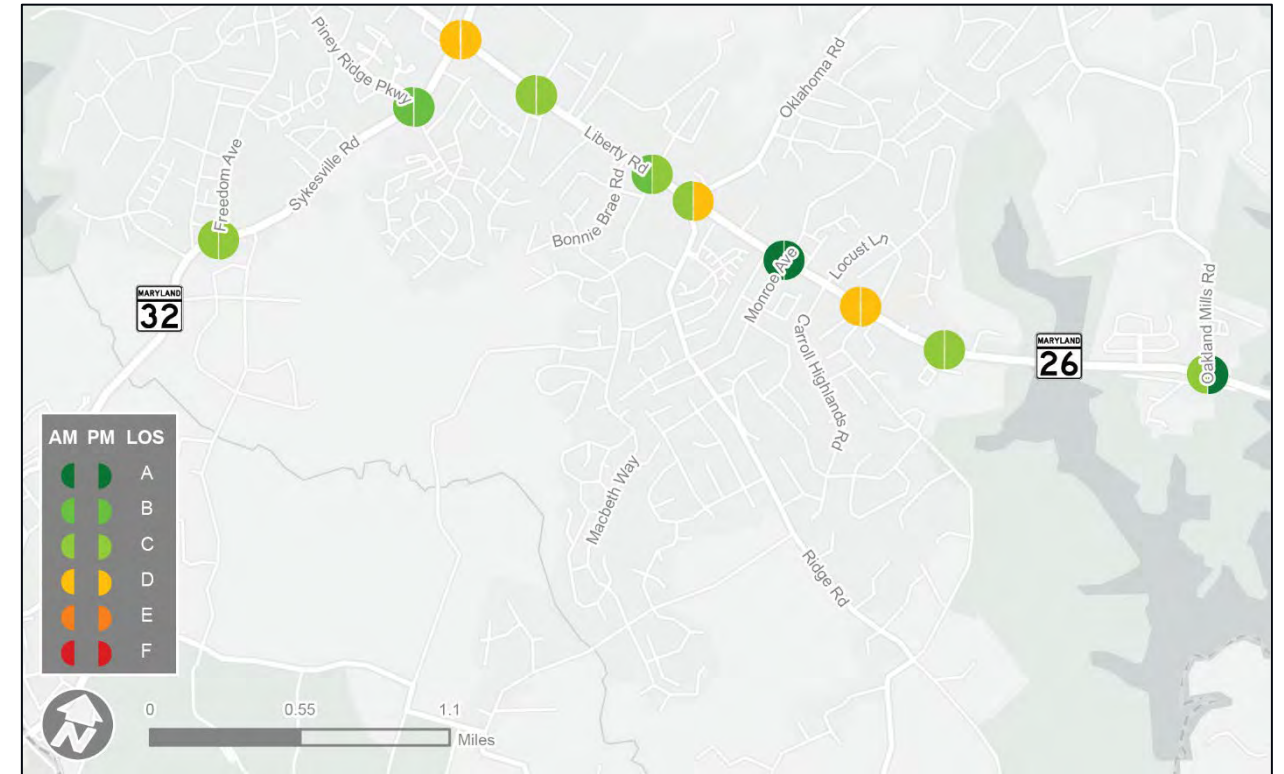 Piney Ridge Pkwy
Oklahoma Rd
Liberty Rd
Freedom Ave
Sykesville Rd
Bonnie Brae Rd
Locust Ln
Monroe Ave
Oakland Mills Rd
MARYLAND
32
MARYLAND
26
Carroll Highlands Rd
Macbeth Way
Ridge Rd
AM PM LOS
A
B
C
D
E
F
N
0 0.55 1.1
Miles